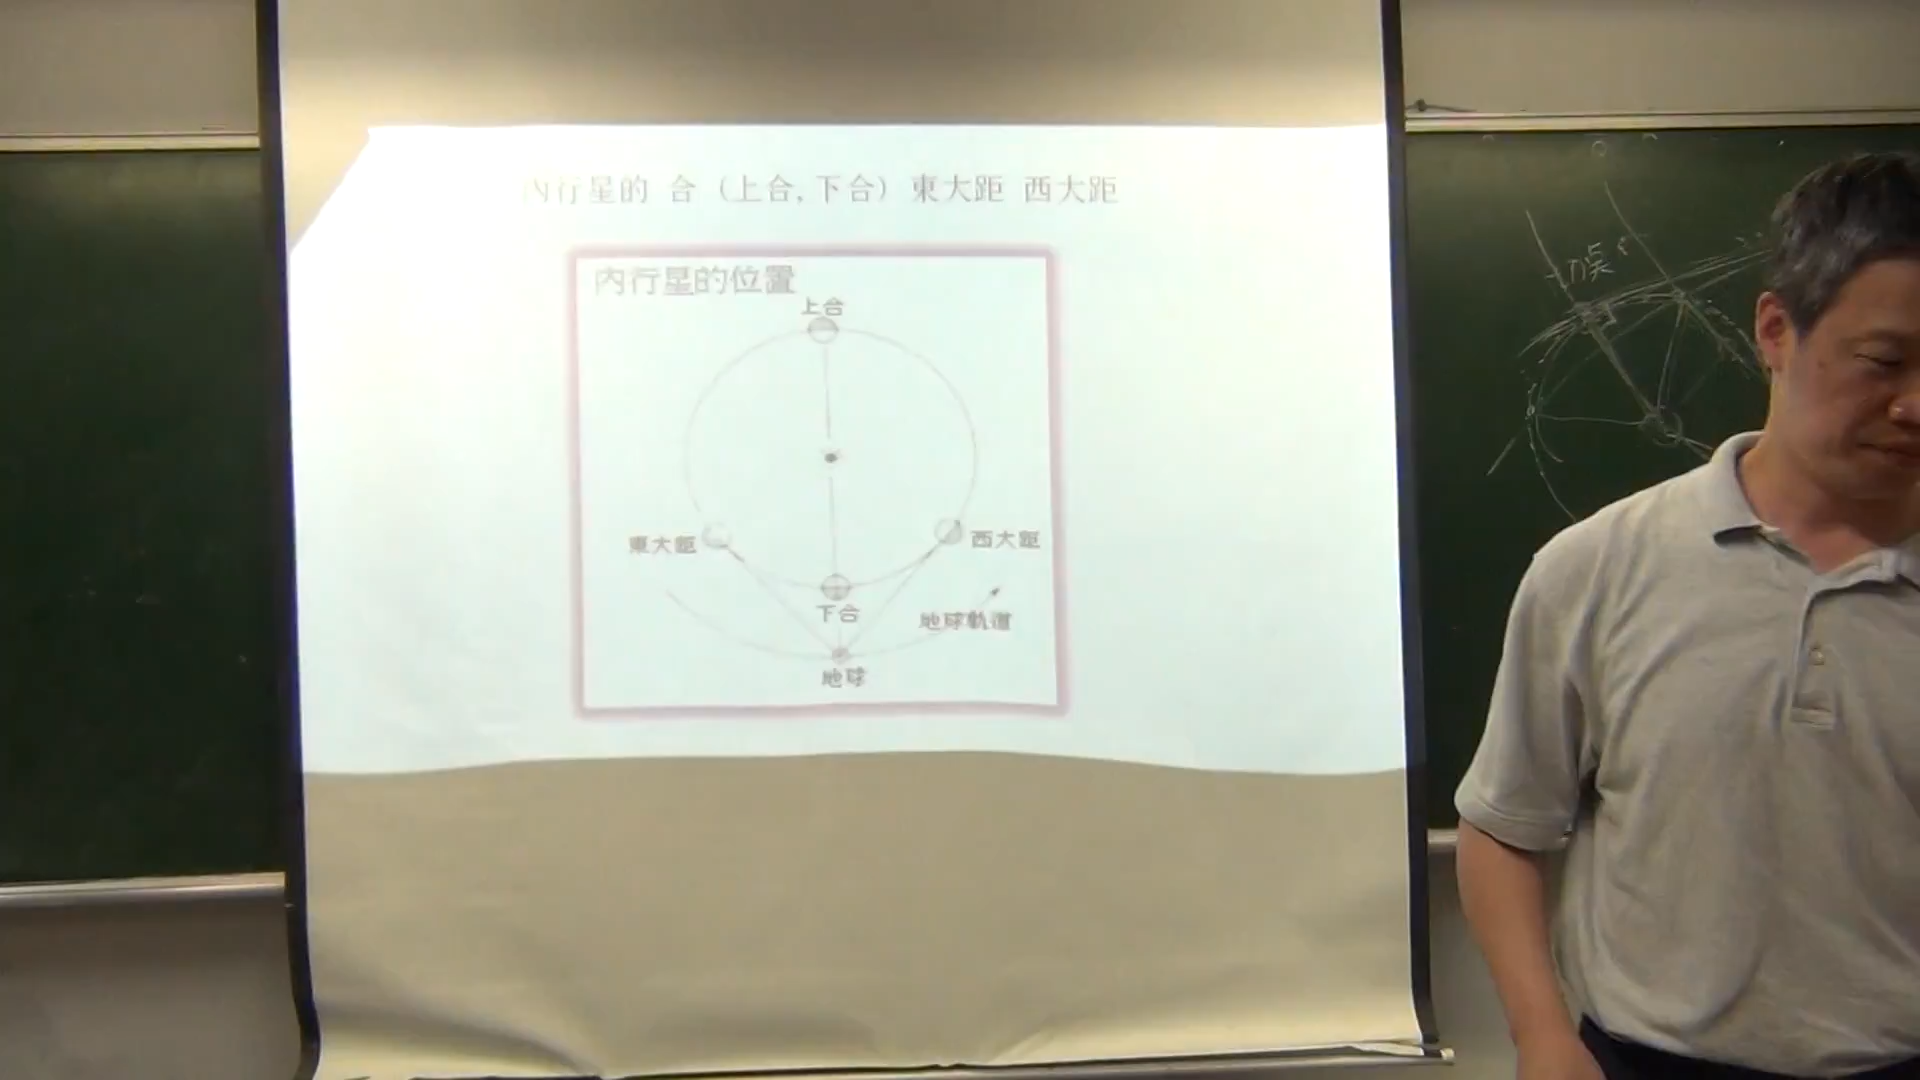 內行星的 合 (上合,下合) 東大距 西大距
內行星的位置
上合
東大距
西大距
下合
地球軌道
地球